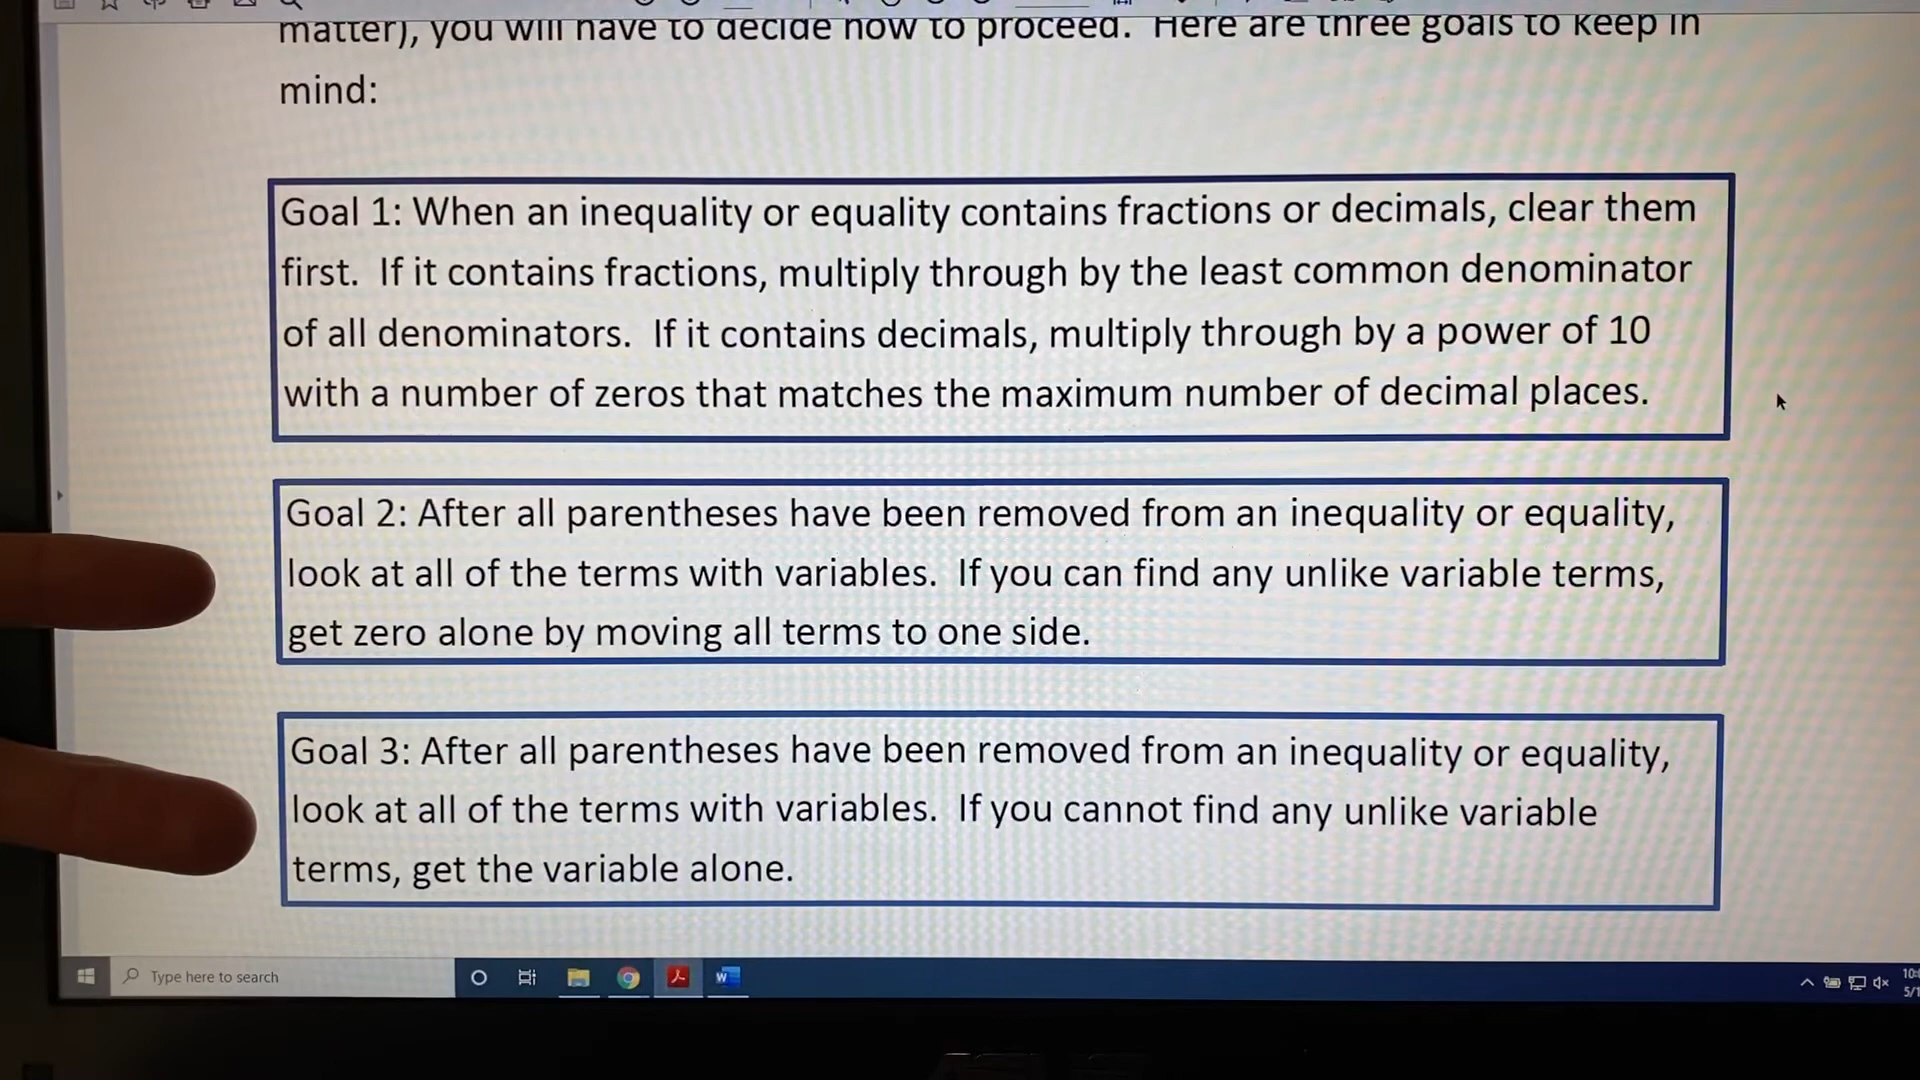 matter), you will have to decide how to proceed. Here are three goals to keep in
mind:
Goal 1: When an inequality or equality contains fractions or decimals, clear them
first. If it contains fractions, multiply through by the least common denominator
of all denominators. If it contains decimals, multiply through by a power of 10
with a number of zeros that matches the maximum number of decimal places.
Goal 2: After all parentheses have been removed from an inequality or equality,
look at all of the terms with variables. If you can find any unlike variable terms,
get zero alone by moving all terms to one side.
Goal 3: After all parentheses have been removed from an inequality or equality,
look at all of the terms with variables. If you cannot find any unlike variable
terms, get the variable alone.
Type here to search